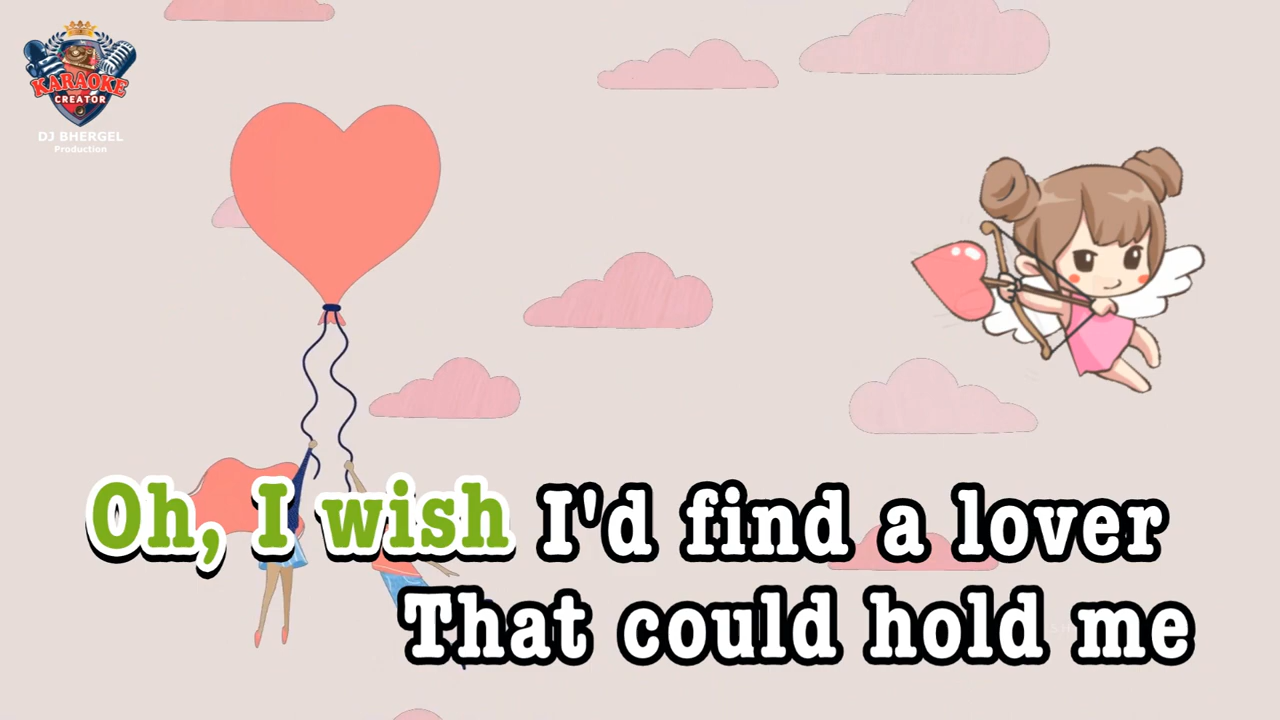 KARAOKE
CREATOR
DJ BHERGEL
Production
Oh, I wish I'd find a lover
That could hold me